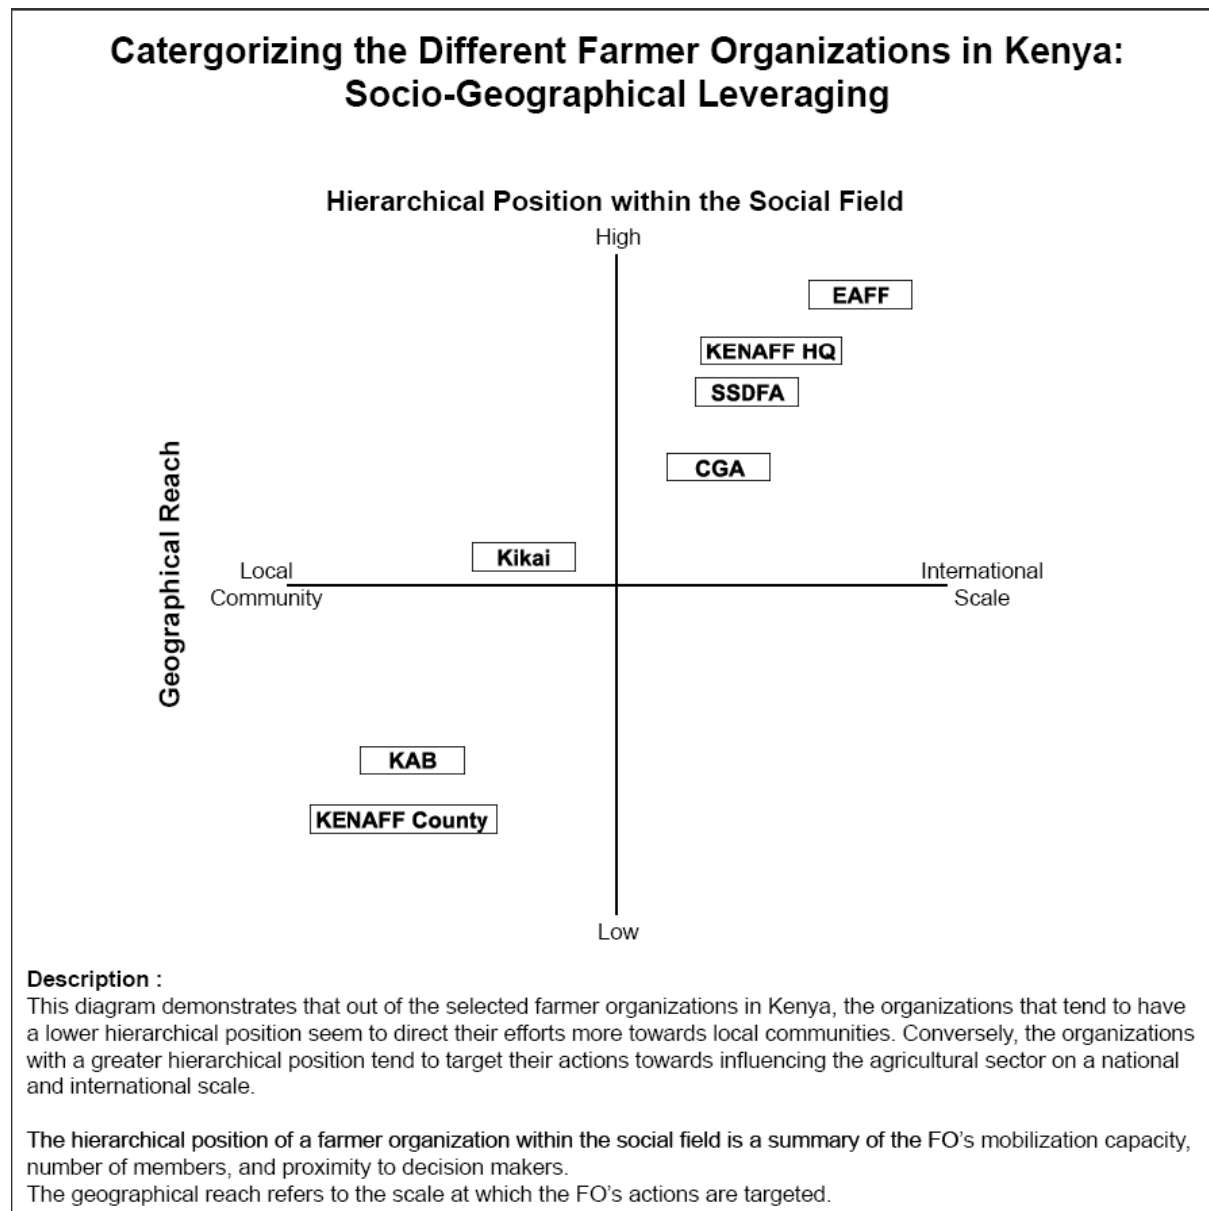 Catergorizing the Different Farmer Organizations in Kenya:
Socio-Geographical Leveraging
Hierarchical Position within the Social Field
High
EAFF
KENAFF HQ
SSDFA
CGA
Geographical Reach
Kikai
Local
Community
International
Scale
KAB
KENAFF County
Low
Description :
This diagram demonstrates that out of the selected farmer organizations in Kenya, the organizations that tend to have
a lower hierarchical position seem to direct their efforts more towards local communities. Conversely, the organizations
with a greater hierarchical position tend to target their actions towards influencing the agricultural sector on a national
and international scale.
The hierarchical position of a farmer organization within the social field is a summary of the FO’s mobilization capacity,
number of members, and proximity to decision makers.
The geographical reach refers to the scale at which the FO’s actions are targeted.